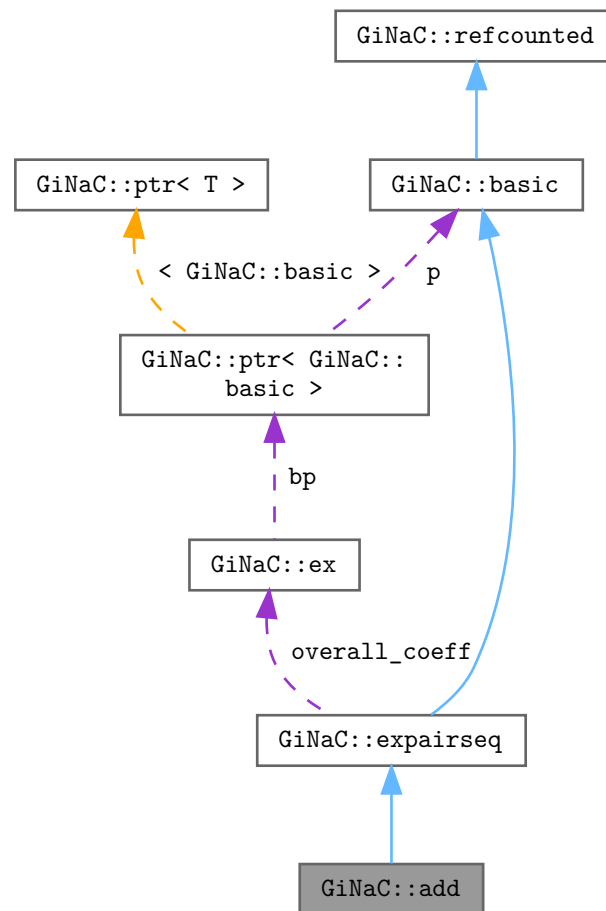 GiNaC::refcounted
GiNaC::ptr< T >
GiNaC::basic
< GiNaC::basic >
p
GiNaC::ptr< GiNaC::
basic >
bp
GiNaC::ex
overall_coeff
GiNaC::expairseq
GiNaC::add